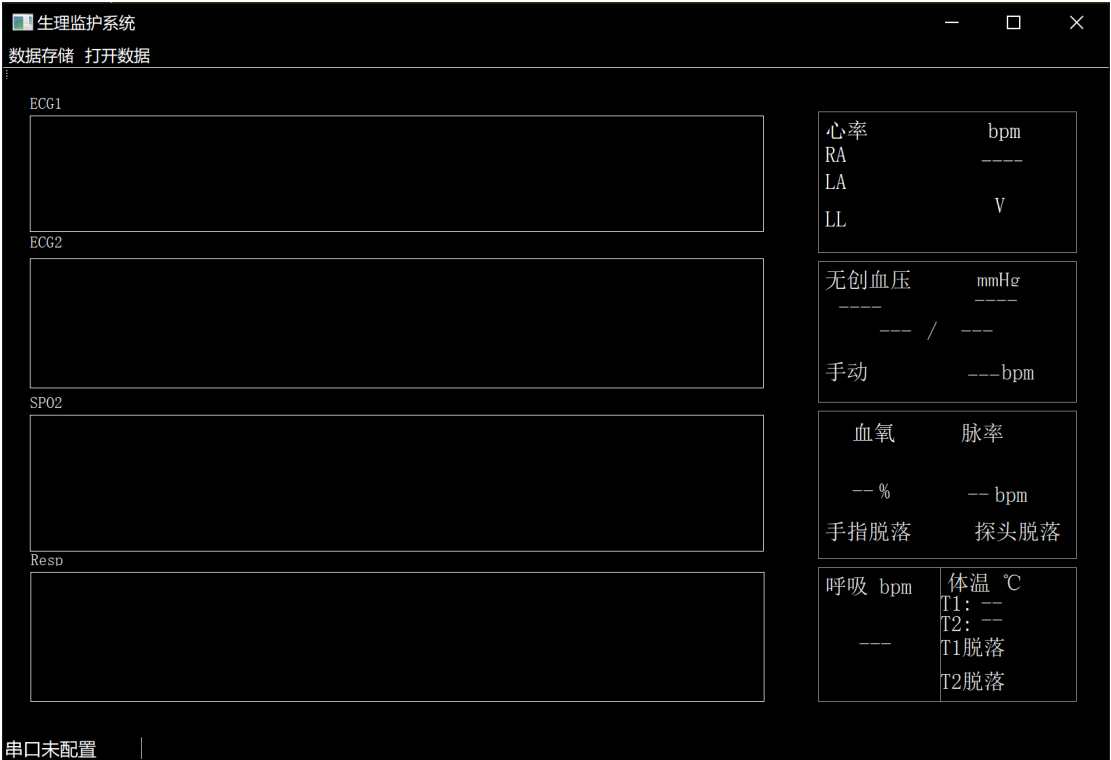 生理监护系统
数据存储 打开数据
ECG1
ECG2
SPO2
Resp
心率 bpm
RA ----
LA
V
LL
无创血压 mmHg
---- ----
--- / ---
手动 ---bpm
血氧 脉率
--% --bpm
手指脱落 探头脱落
呼吸 bpm
---
体温 ℃
T1: --
T2: --
T1脱落
T2脱落
串口未配置